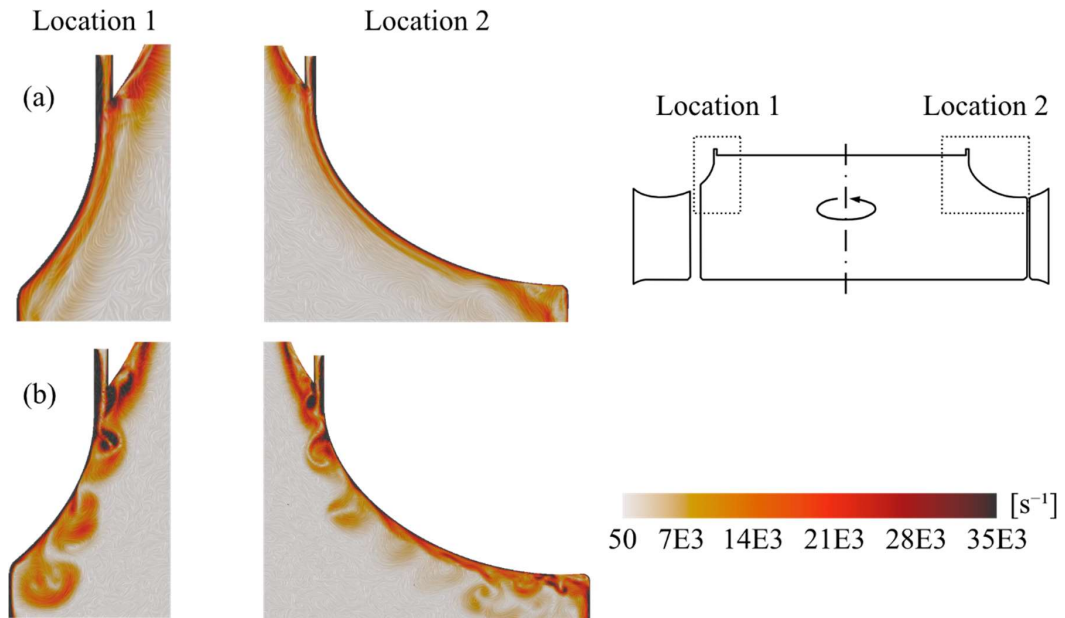 Location 1
Location 2
(a)
Location 1
Location 2
(b)
[s⁻¹]
50 7E3 14E3 21E3 28E3 35E3